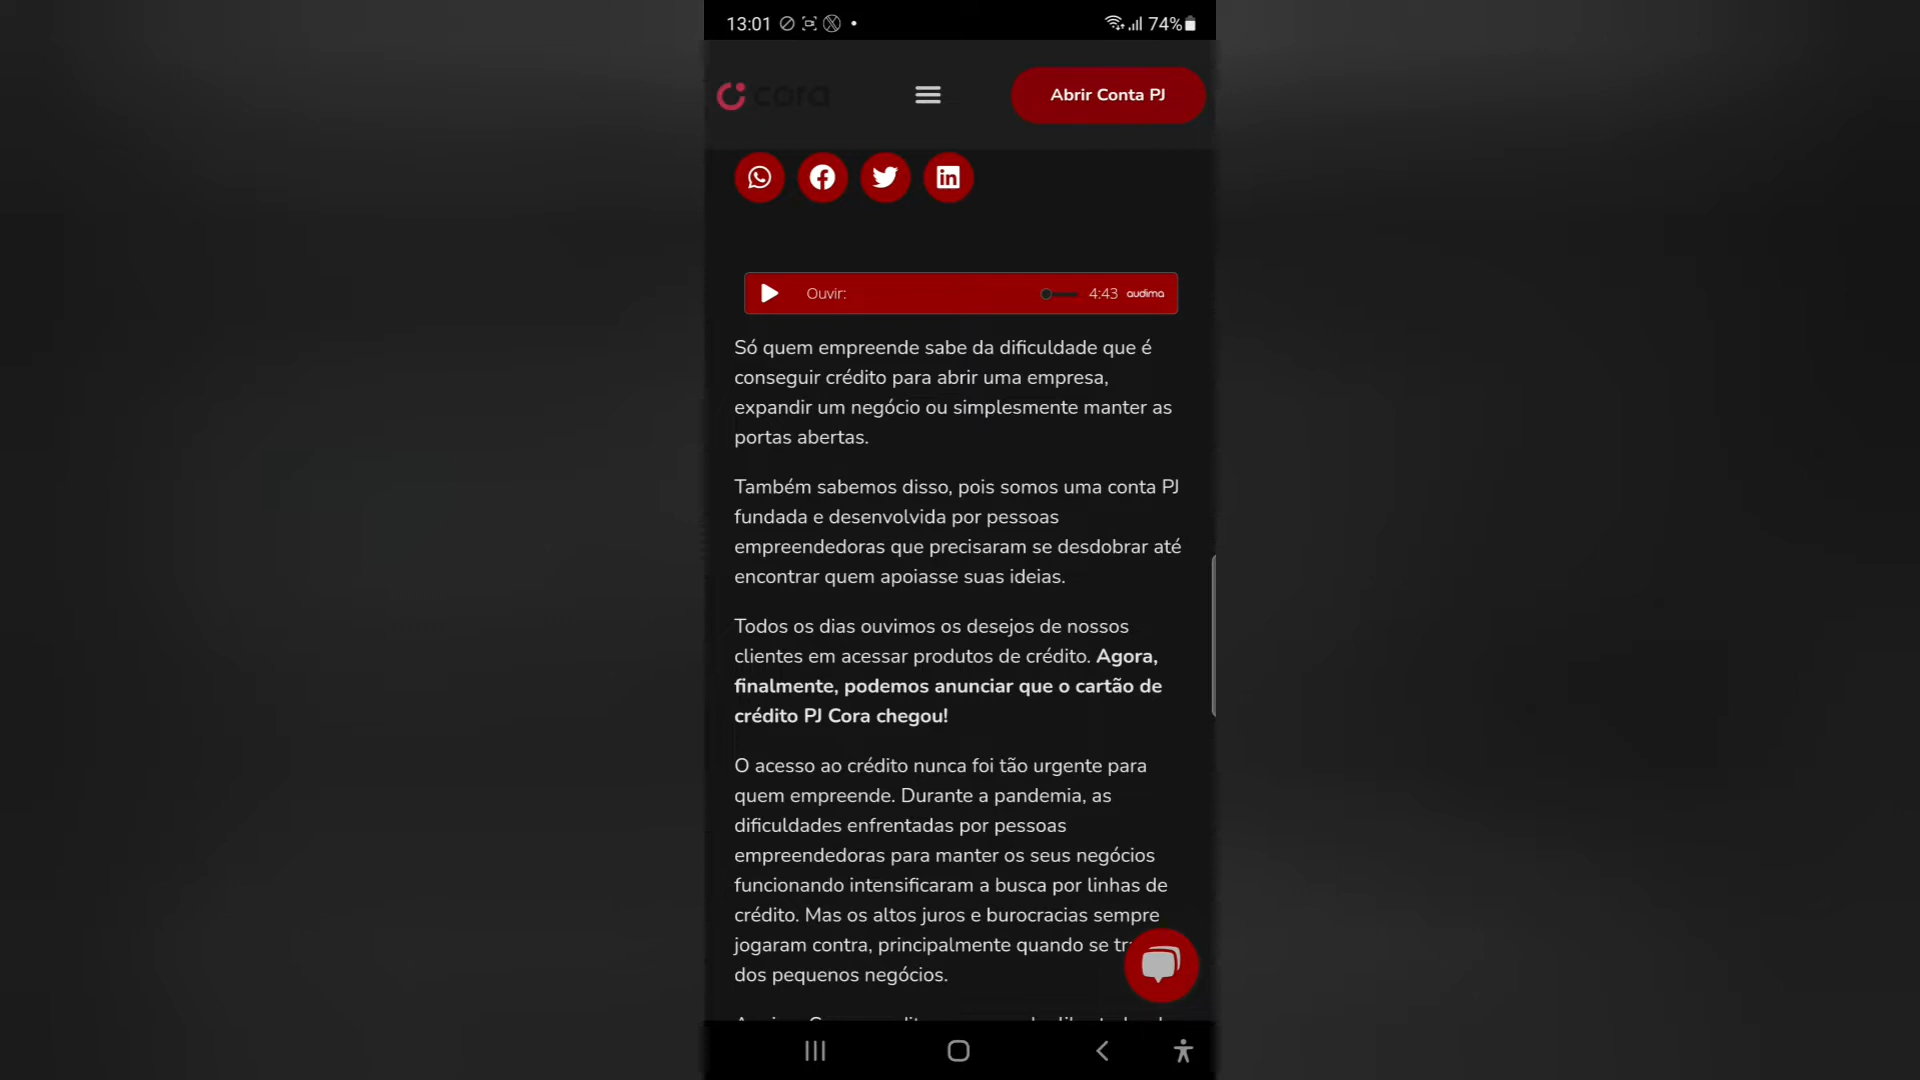 13:01
74%
cora
Abrir Conta PJ
Ouvir:
4:43 audima
Só quem empreende sabe da dificuldade que é
conseguir crédito para abrir uma empresa,
expandir um negócio ou simplesmente manter as
portas abertas.
Também sabemos disso, pois somos uma conta PJ
fundada e desenvolvida por pessoas
empreendedoras que precisaram se desdobrar até
encontrar quem apoiasse suas ideias.
Todos os dias ouvimos os desejos de nossos
clientes em acessar produtos de crédito. Agora,
finalmente, podemos anunciar que o cartão de
crédito PJ Cora chegou!
O acesso ao crédito nunca foi tão urgente para
quem empreende. Durante a pandemia, as
dificuldades enfrentadas por pessoas
empreendedoras para manter os seus negócios
funcionando intensificaram a busca por linhas de
crédito. Mas os altos juros e burocracias sempre
jogaram contra, principalmente quando se
dos pequenos negócios.